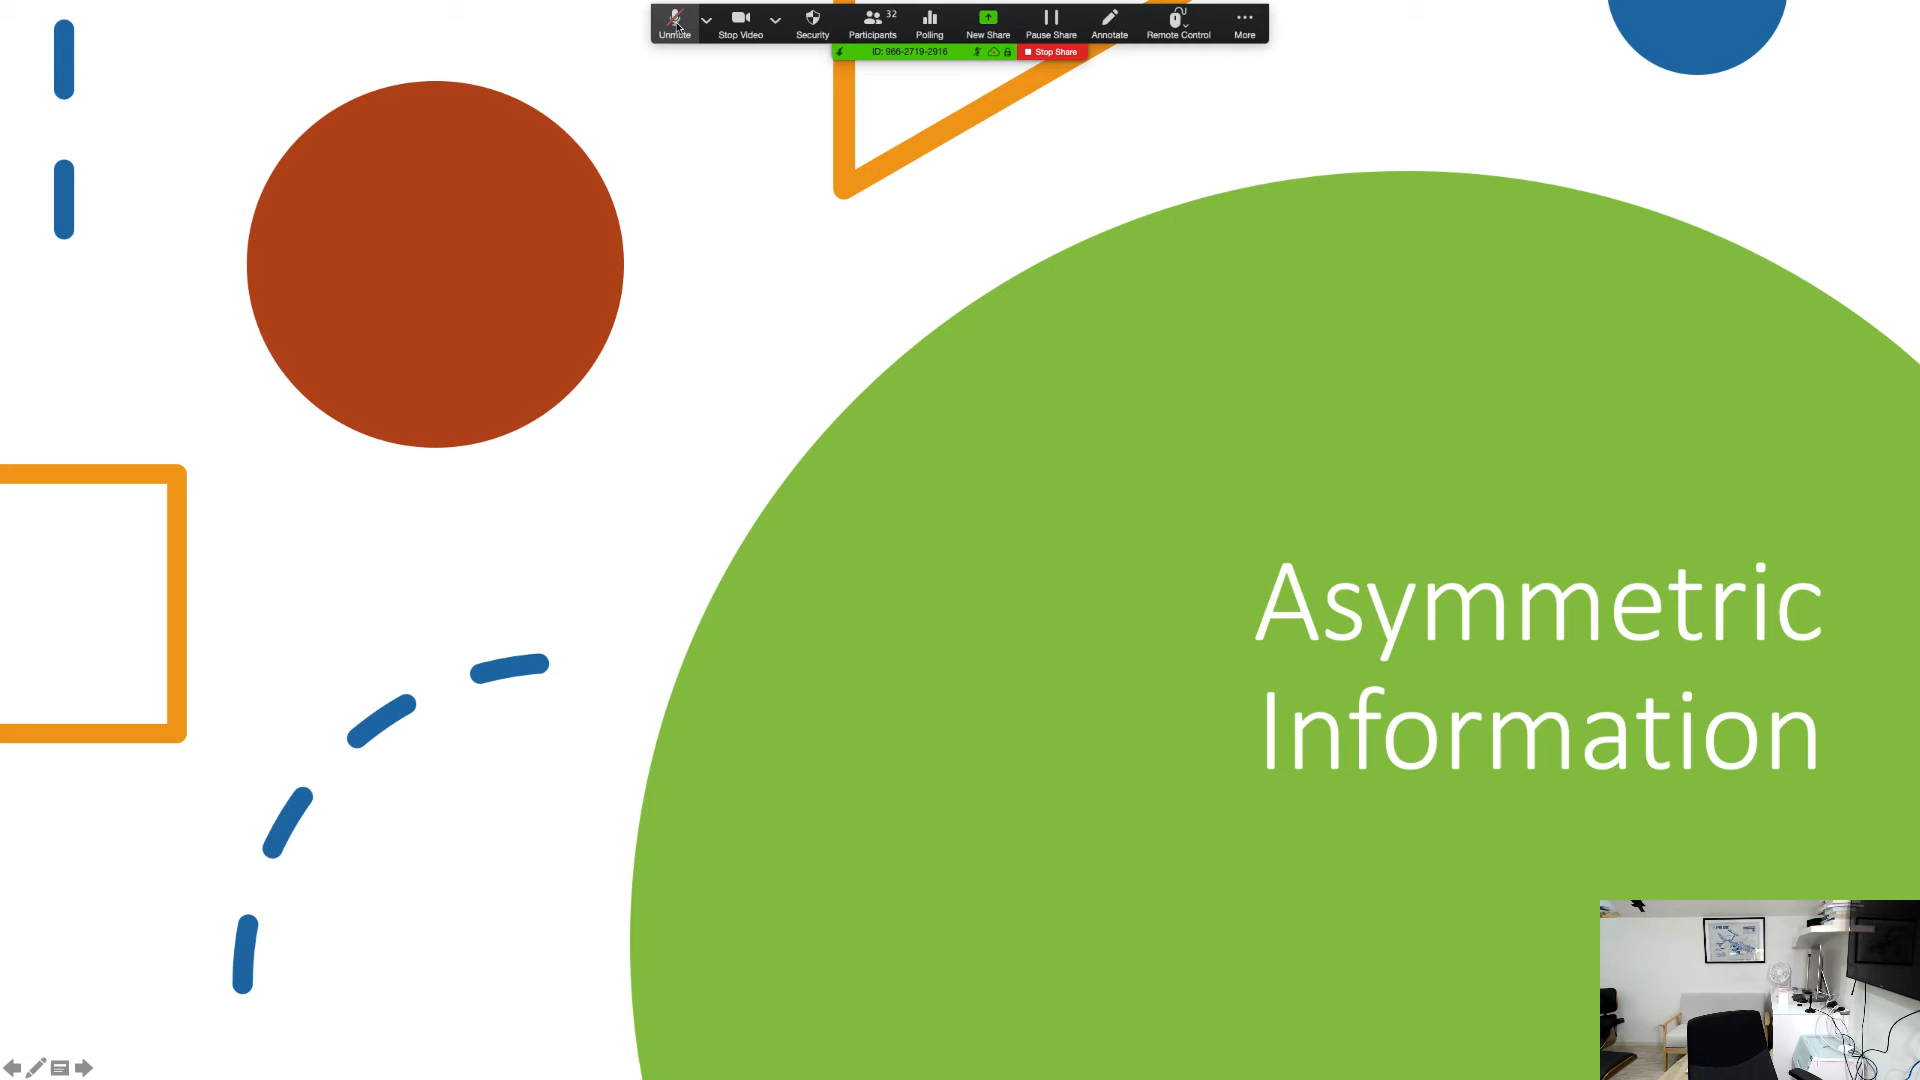 Unmute
Stop Video
Security
Participants
32
Polling
New Share
Pause Share
Annotate
Remote Control
More
ID: 966-2719-2916
Stop Share
Asymmetric
Information